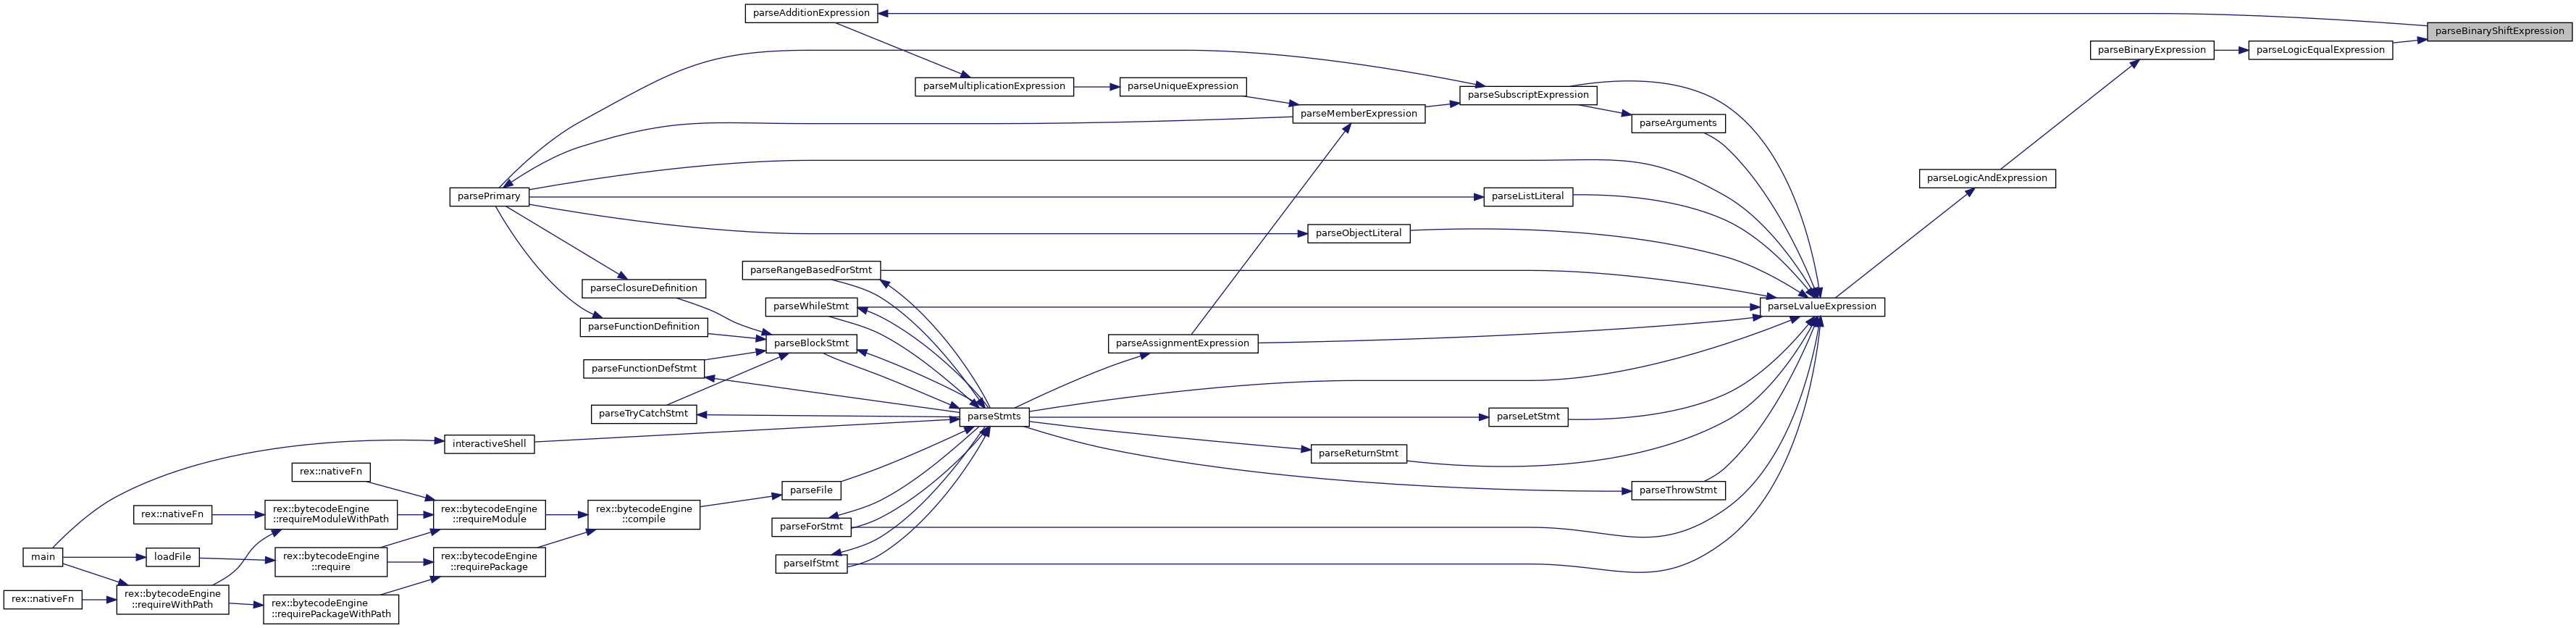 parseAdditionExpression
parseBinaryShiftExpression
parseBinaryExpression
parseLogicEqualExpression
parseMultiplicationExpression
parseUniqueExpression
parseSubscriptExpression
parseMemberExpression
parseArguments
parseLogicAndExpression
parsePrimary
parseListLiteral
parseObjectLiteral
parseRangeBasedForStmt
parseClosureDefinition
parseWhileStmt
parseLvalueExpression
parseFunctionDefinition
parseBlockStmt
parseAssignmentExpression
parseFunctionDefStmt
parseTryCatchStmt
parseStmts
parseLetStmt
interactiveShell
parseReturnStmt
rex::nativeFn
parseFile
parseThrowStmt
rex::nativeFn
rex::bytecodeEngine
::requireModuleWithPath
rex::bytecodeEngine
::requireModule
rex::bytecodeEngine
::compile
parseForStmt
main
loadFile
rex::bytecodeEngine
::require
rex::bytecodeEngine
::requirePackage
parseIfStmt
rex::nativeFn
rex::bytecodeEngine
::requireWithPath
rex::bytecodeEngine
::requirePackageWithPath